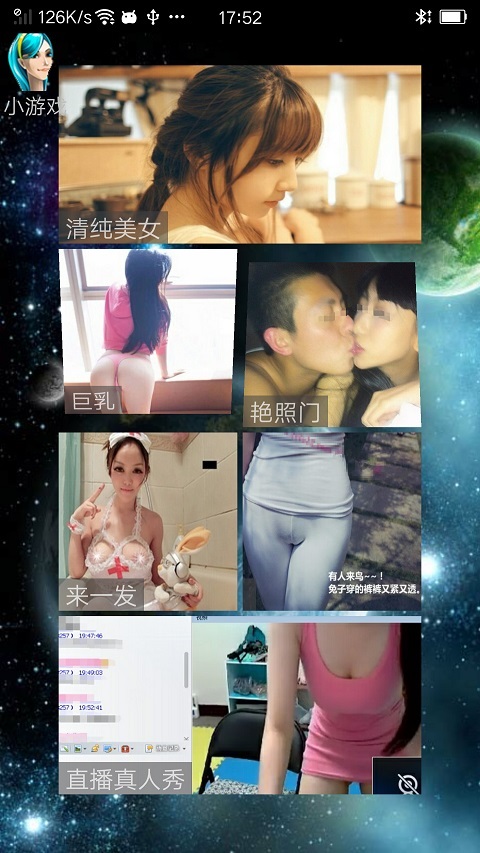 126K/s
17:52
小游戏
清纯美女
巨乳
艳照门
来一发
有人来鸟~~！
兔子穿的裤裤又紧又透。
257） 19:47:46
257） 19:49:03
257） 19:52:41
直播真人秀